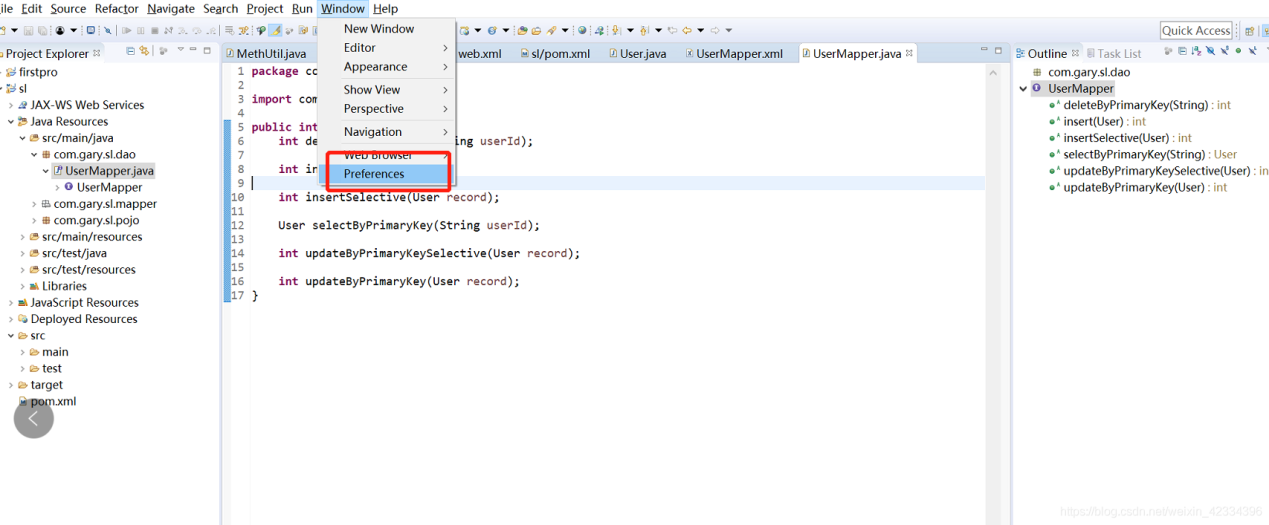 ile Edit Source Refactor Navigate Search Project Run Window Help
Quick Access
Project Explorer
firstpro
sl
JAX-WS Web Services
Java Resources
src/main/java
com.gary.sl.dao
UserMapper.java
UserMapper
com.gary.sl.mapper
com.gary.sl.pojo
src/main/resources
src/test/java
src/test/resources
Libraries
JavaScript Resources
Deployed Resources
src
main
test
target
pom.xml
New Window
Editor
Appearance
Show View
Perspective
Navigation
Web Browser
Preferences
MethUtil.java web.xml sl/pom.xml User.java UserMapper.xml UserMapper.java
1 package co
2
3 import com
4
5 public int
6 int de ing userId);
7
8 int in
9
10 int insertSelective(User record);
11
12 User selectByPrimaryKey(String userId);
13
14 int updateByPrimaryKeySelective(User record);
15
16 int updateByPrimaryKey(User record);
17 }
Outline Task List
com.gary.sl.dao
UserMapper
deleteByPrimaryKey(String) : int
insert(User) : int
insertSelective(User) : int
selectByPrimaryKey(String) : User
updateByPrimaryKeySelective(User) : in
updateByPrimaryKey(User) : int
https://blog.csdn.net/weixin_42334396